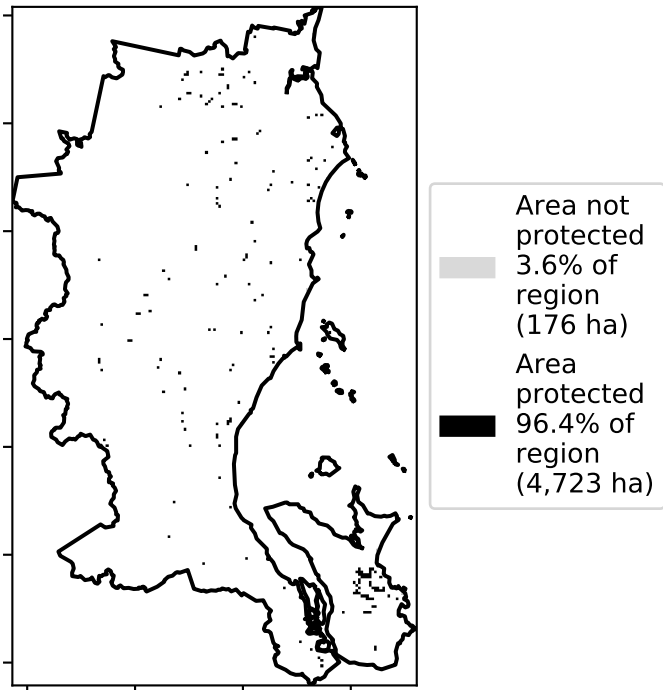 Area not
protected
3.6% of
region
(176 ha)
Area
protected
96.4% of
region
(4,723 ha)